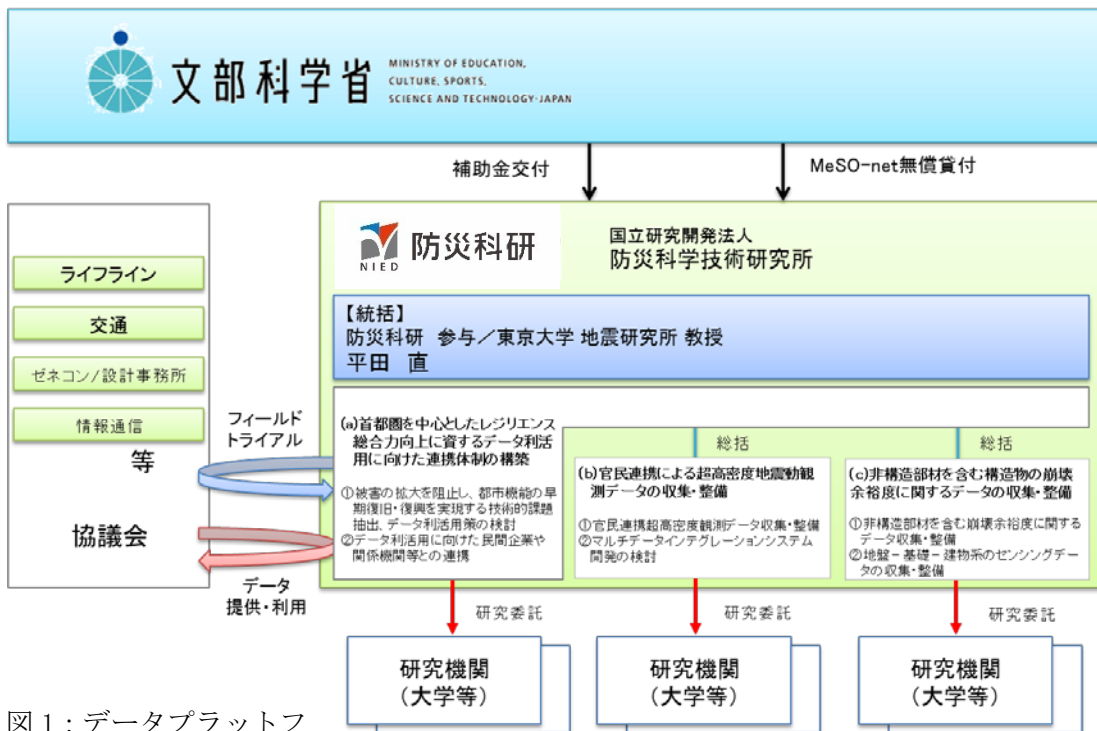 文部科学省
MINISTRY OF EDUCATION,
CULTURE, SPORTS,
SCIENCE AND TECHNOLOGY-JAPAN
補助金交付
MeSO-net無償貸付
ライフライン
交通
ゼネコン/設計事務所
情報通信
等
協議会
フィールド
トライアル
データ
提供・利用
NIED
防災科研
国立研究開発法人
防災科学技術研究所
【統括】
防災科研 参与／東京大学 地震研究所 教授
平田 直
(a)首都圏を中心としたレジリエンス
総合力向上に資するデータ利活
用に向けた連携体制の構築
①被害の拡大を阻止し、都市機能の早
期復旧・復興を実現する技術的課題
抽出、データ利活用策の検討
②データ利活用に向けた民間企業や
関係機関等との連携
総括
(b)官民連携による超高密度地震動観
測データの収集・整備
①官民連携超高密度観測データ収集・整備
②マルチデータインテグレーションシステム
開発の検討
総括
(c)非構造部材を含む構造物の崩壊
余裕度に関するデータの収集・整備
①非構造部材を含む崩壊余裕度に関する
データ収集・整備
②地盤－基礎－建物系のセンシングデー
タの収集・整備
研究委託
研究委託
研究委託
研究機関
（大学等）
研究機関
（大学等）
研究機関
（大学等）
図1：データプラットフ